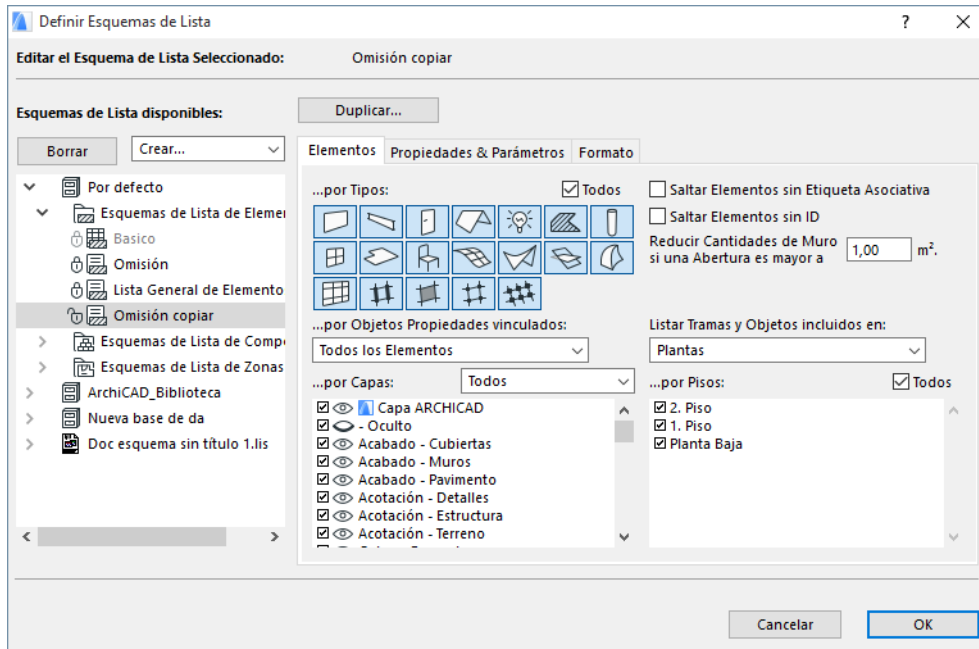 Definir Esquemas de Lista
?
Editar el Esquema de Lista Seleccionado: Omisión copiar
Esquemas de Lista disponibles:
Duplicar...
Borrar
Crear...
Por defecto
Esquemas de Lista de Elemer
Basico
Omisión
Lista General de Elemento
Omisión copiar
Esquemas de Lista de Comp
Esquemas de Lista de Zonas
ArchiCAD_Biblioteca
Nueva base de da
Doc esquema sin título 1.lis
Elementos
Propiedades & Parámetros
Formato
...por Tipos:
Todos
Saltar Elementos sin Etiqueta Asociativa
Saltar Elementos sin ID
Reducir Cantidades de Muro
si una Abertura es mayor a
1,00 m².
...por Objetos Propiedades vinculados:
Todos los Elementos
Listar Tramas y Objetos incluidos en:
Plantas
...por Capas:
Todos
Capa ARCHICAD
- Oculto
Acabado - Cubiertas
Acabado - Muros
Acabado - Pavimento
Acotación - Detalles
Acotación - Estructura
Acotación - Terreno
...por Pisos:
Todos
2. Piso
1. Piso
Planta Baja
Cancelar
OK